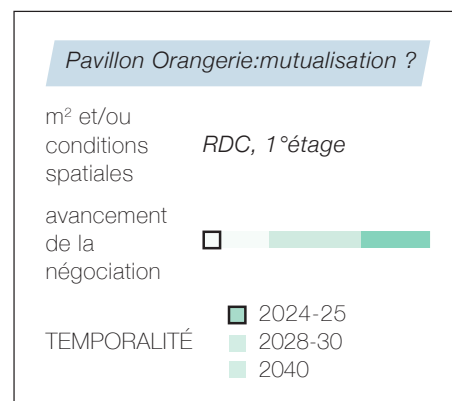 Pavillon Orangerie:mutualisation ?
m² et/ou
conditions
spatiales
RDC, 1°étage
avancement
de la
négociation
TEMPORALITÉ
2024-25
2028-30
2040